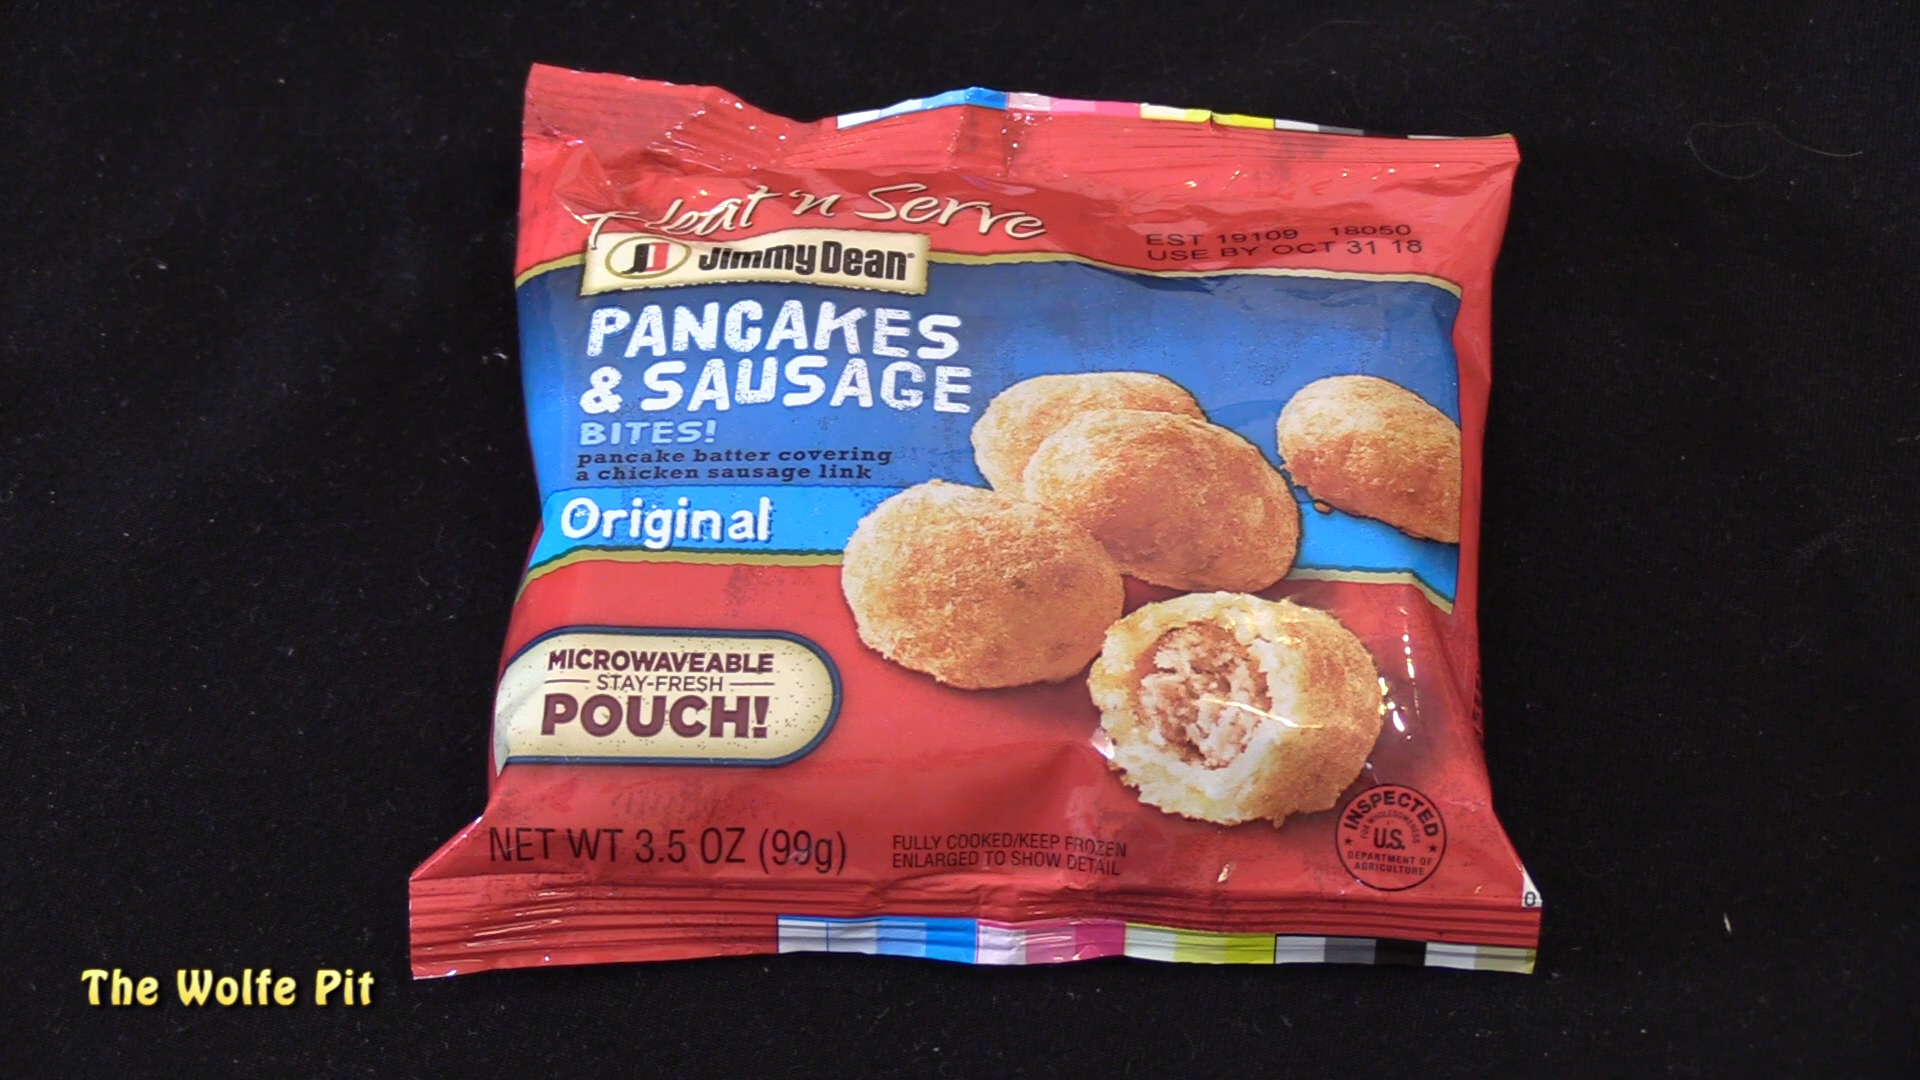 Heat 'n Serve
Jimmy Dean
EST 19109 18050
USE BY OCT 31 18
PANCAKES
& SAUSAGE
BITES!
pancake batter covering
a chicken sausage link
Original
MICROWAVEABLE
STAY-FRESH
POUCH!
NET WT 3.5 OZ (99g)
FULLY COOKED/KEEP FROZEN
ENLARGED TO SHOW DETAIL
INSPECTED
FOR WHOLESOMENESS
U.S.
DEPARTMENT OF
AGRICULTURE
The Wolfe Pit